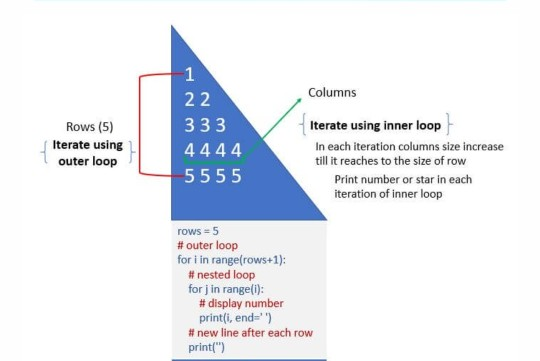 1
2 2
3 3 3
4 4 4 4
5 5 5 5
Rows (5)
Iterate using
outer loop
Columns
Iterate using inner loop
In each iteration columns size increase
till it reaches to the size of row
Print number or star in each
iteration of inner loop
rows = 5
# outer loop
for i in range(rows+1):
# nested loop
for j in range(i):
# display number
print(i, end=' ')
# new line after each row
print('')